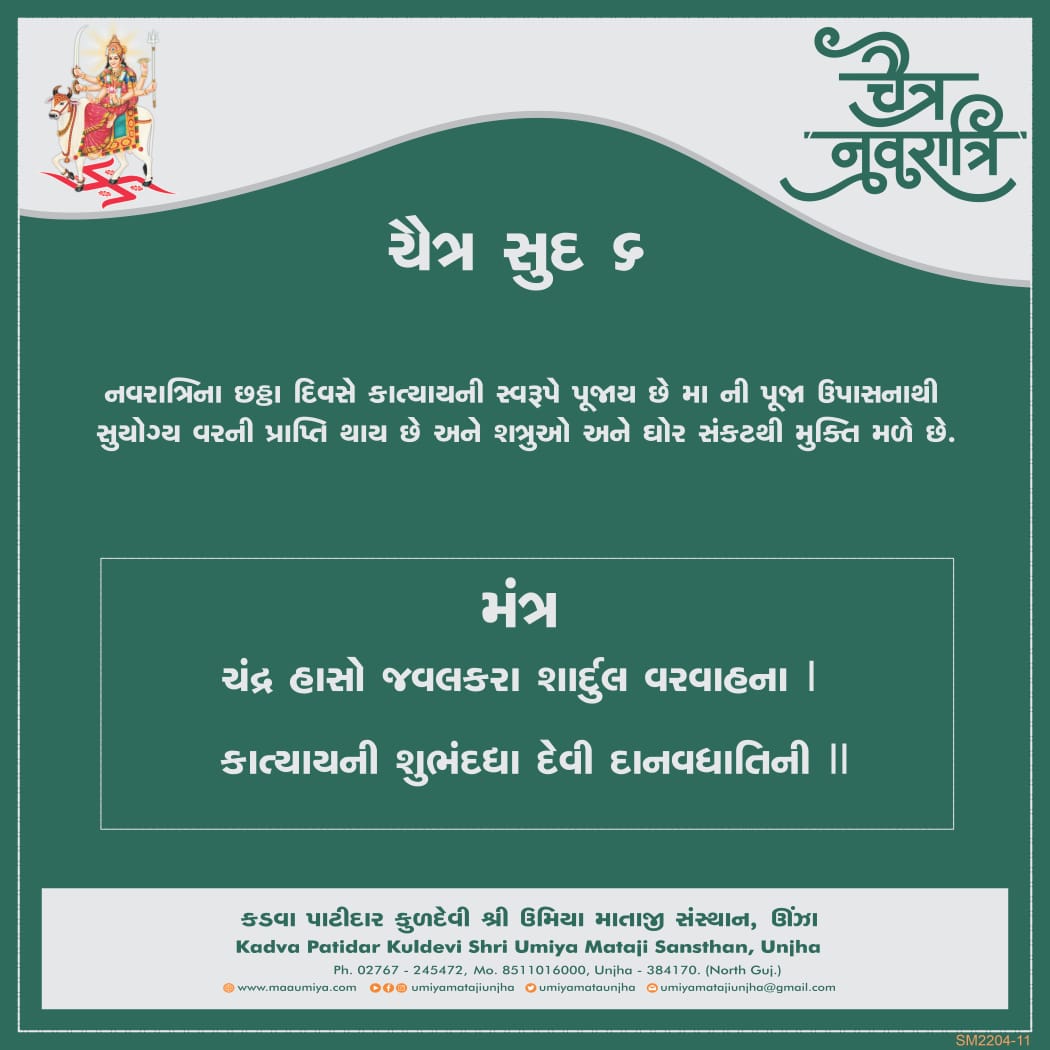 ચૈત્ર
નવરાત્રિ
ચૈત્ર સુદ ૬
નવરાત્રિના છઠ્ઠા દિવસે કાત્યાયની સ્વરૂપે પૂજાય છે મા ની પૂજા ઉપાસનાથી
સુયોગ્ય વરની પ્રાપ્તિ થાય છે અને શત્રુઓ અને ઘોર સંકટથી મુક્તિ મળે છે.
મંત્ર
ચંદ્ર હાસો જવલકરા શાર્દુલ વરવાહના |
કાત્યાયની શુભંદધા દેવી દાનવધાતિની ||
કડવા પાટીદાર કુળદેવી શ્રી ઉમિયા માતાજી સંસ્થાન, ઊંઝા
Kadva Patidar Kuldevi Shri Umiya Mataji Sansthan, Unjha
Ph. 02767 - 245472, Mo. 8511016000, Unjha - 384170. (North Guj.)
www.maaumiya.com umiyamatajiunjha umiyamataunjha umiyamatajiunjha@gmail.com
SM2204-11